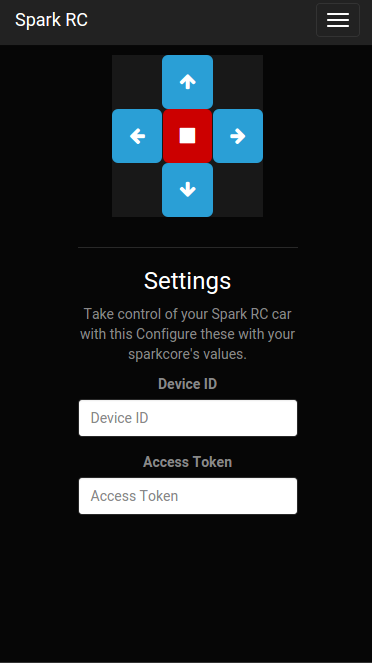 Spark RC
Settings
Take control of your Spark RC car
with this Configure these with your
sparkcore's values.
Device ID
Device ID
Access Token
Access Token